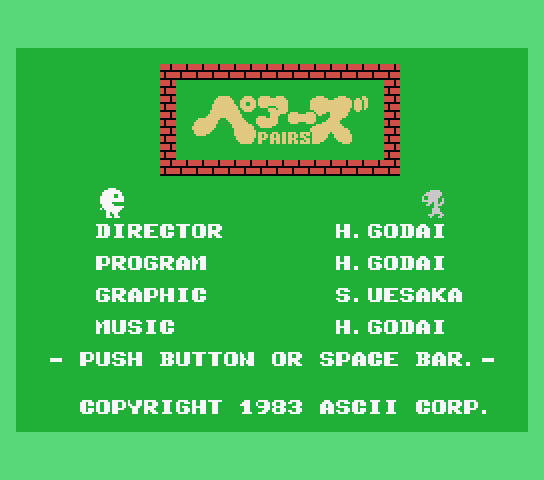 ペアーズ
PAIRS
DIRECTOR H. GODAI
PROGRAM H. GODAI
GRAPHIC S. UESAKA
MUSIC H. GODAI
- PUSH BUTTON OR SPACE BAR. -
COPYRIGHT 1983 ASCII CORP.